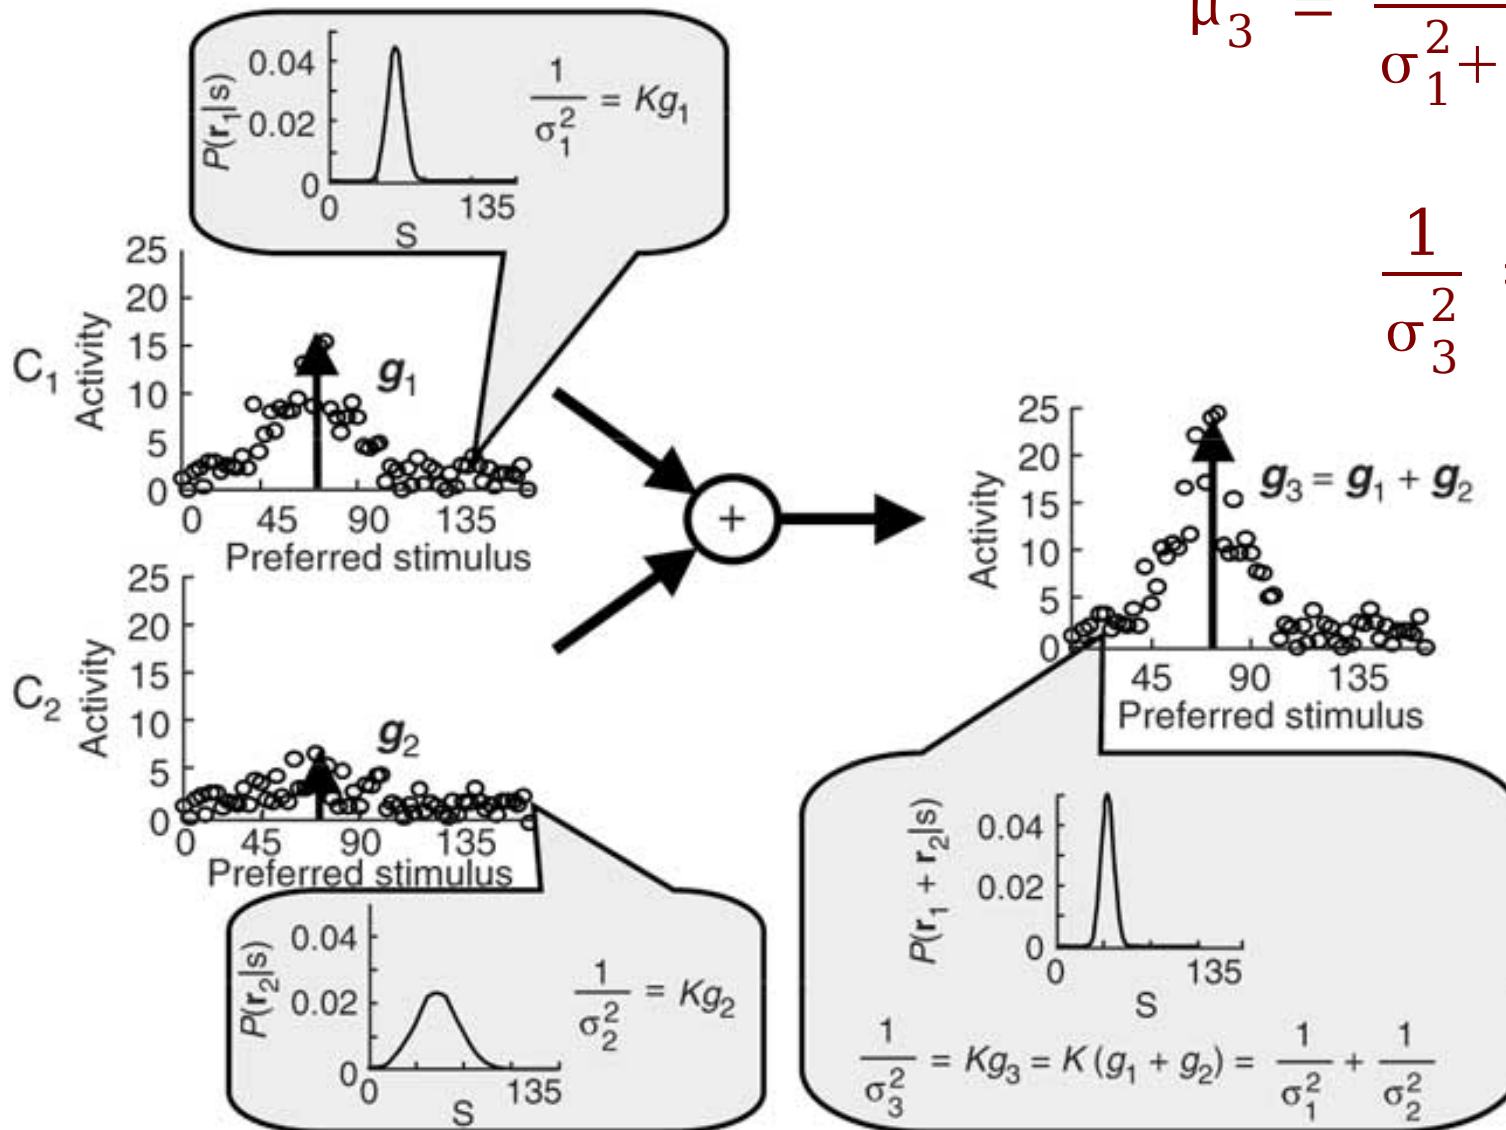 μ₃ =
σ₁² +
1
σ₃²
P(r₁|s)
0.04
0.02
0
0 135
S
1/σ₁² = Kg₁
C₁
Activity
25
20
15
10
5
0
g₁
0 45 90 135
Preferred stimulus
C₂
Activity
25
20
15
10
5
0
g₂
0 45 90 135
Preferred stimulus
P(r₂|s)
0.04
0.02
0
0 135
S
1/σ₂² = Kg₂
+
Activity
25
20
15
10
5
0
g₃ = g₁ + g₂
45 90 135
Preferred stimulus
P(r₁ + r₂|s)
0.04
0.02
0
0 135
S
1/σ₃² = Kg₃ = K(g₁ + g₂) = 1/σ₁² + 1/σ₂²